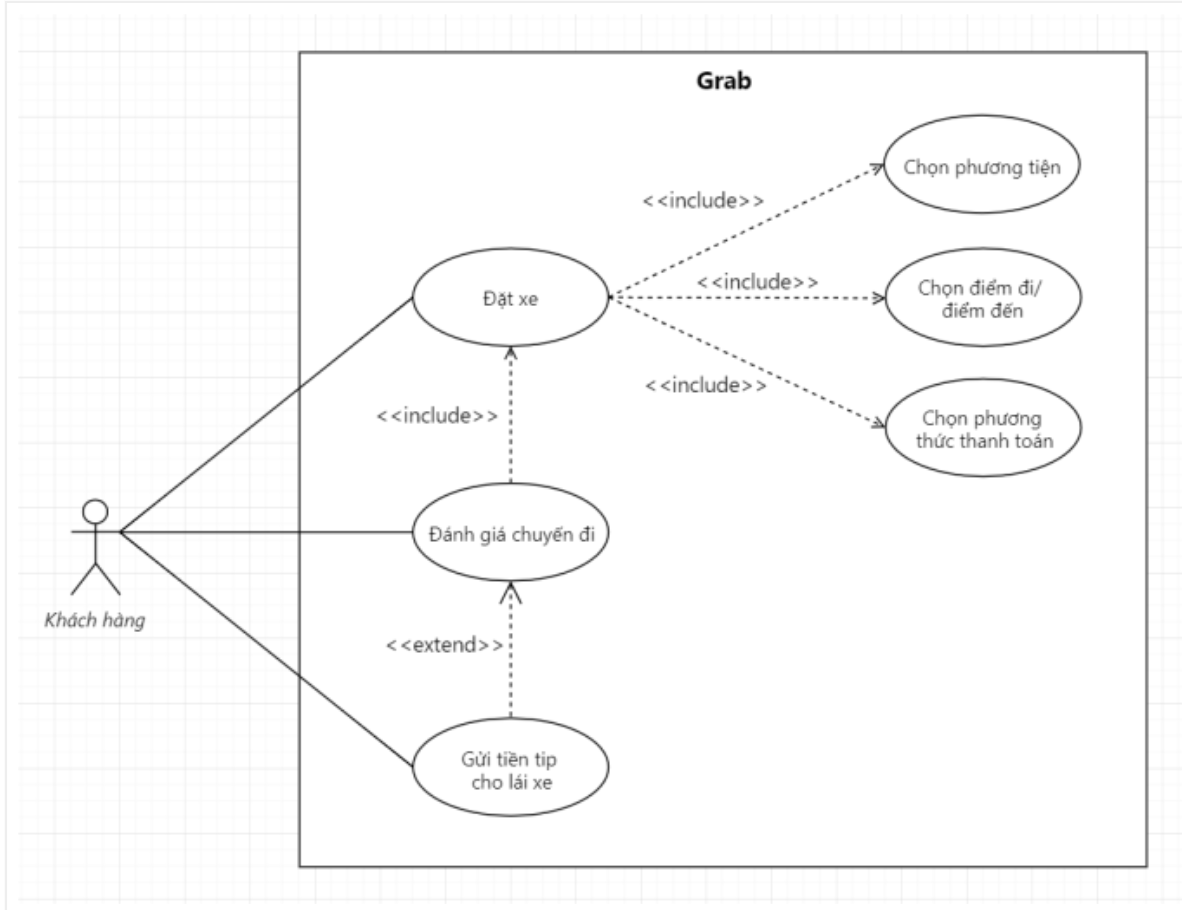 Grab
Chọn phương tiện
<<include>>
Đặt xe
<<include>>
Chọn điểm đi/
điểm đến
<<include>>
Chọn phương
thức thanh toán
<<include>>
Đánh giá chuyến đi
Khách hàng
<<extend>>
Gửi tiền tip
cho lái xe